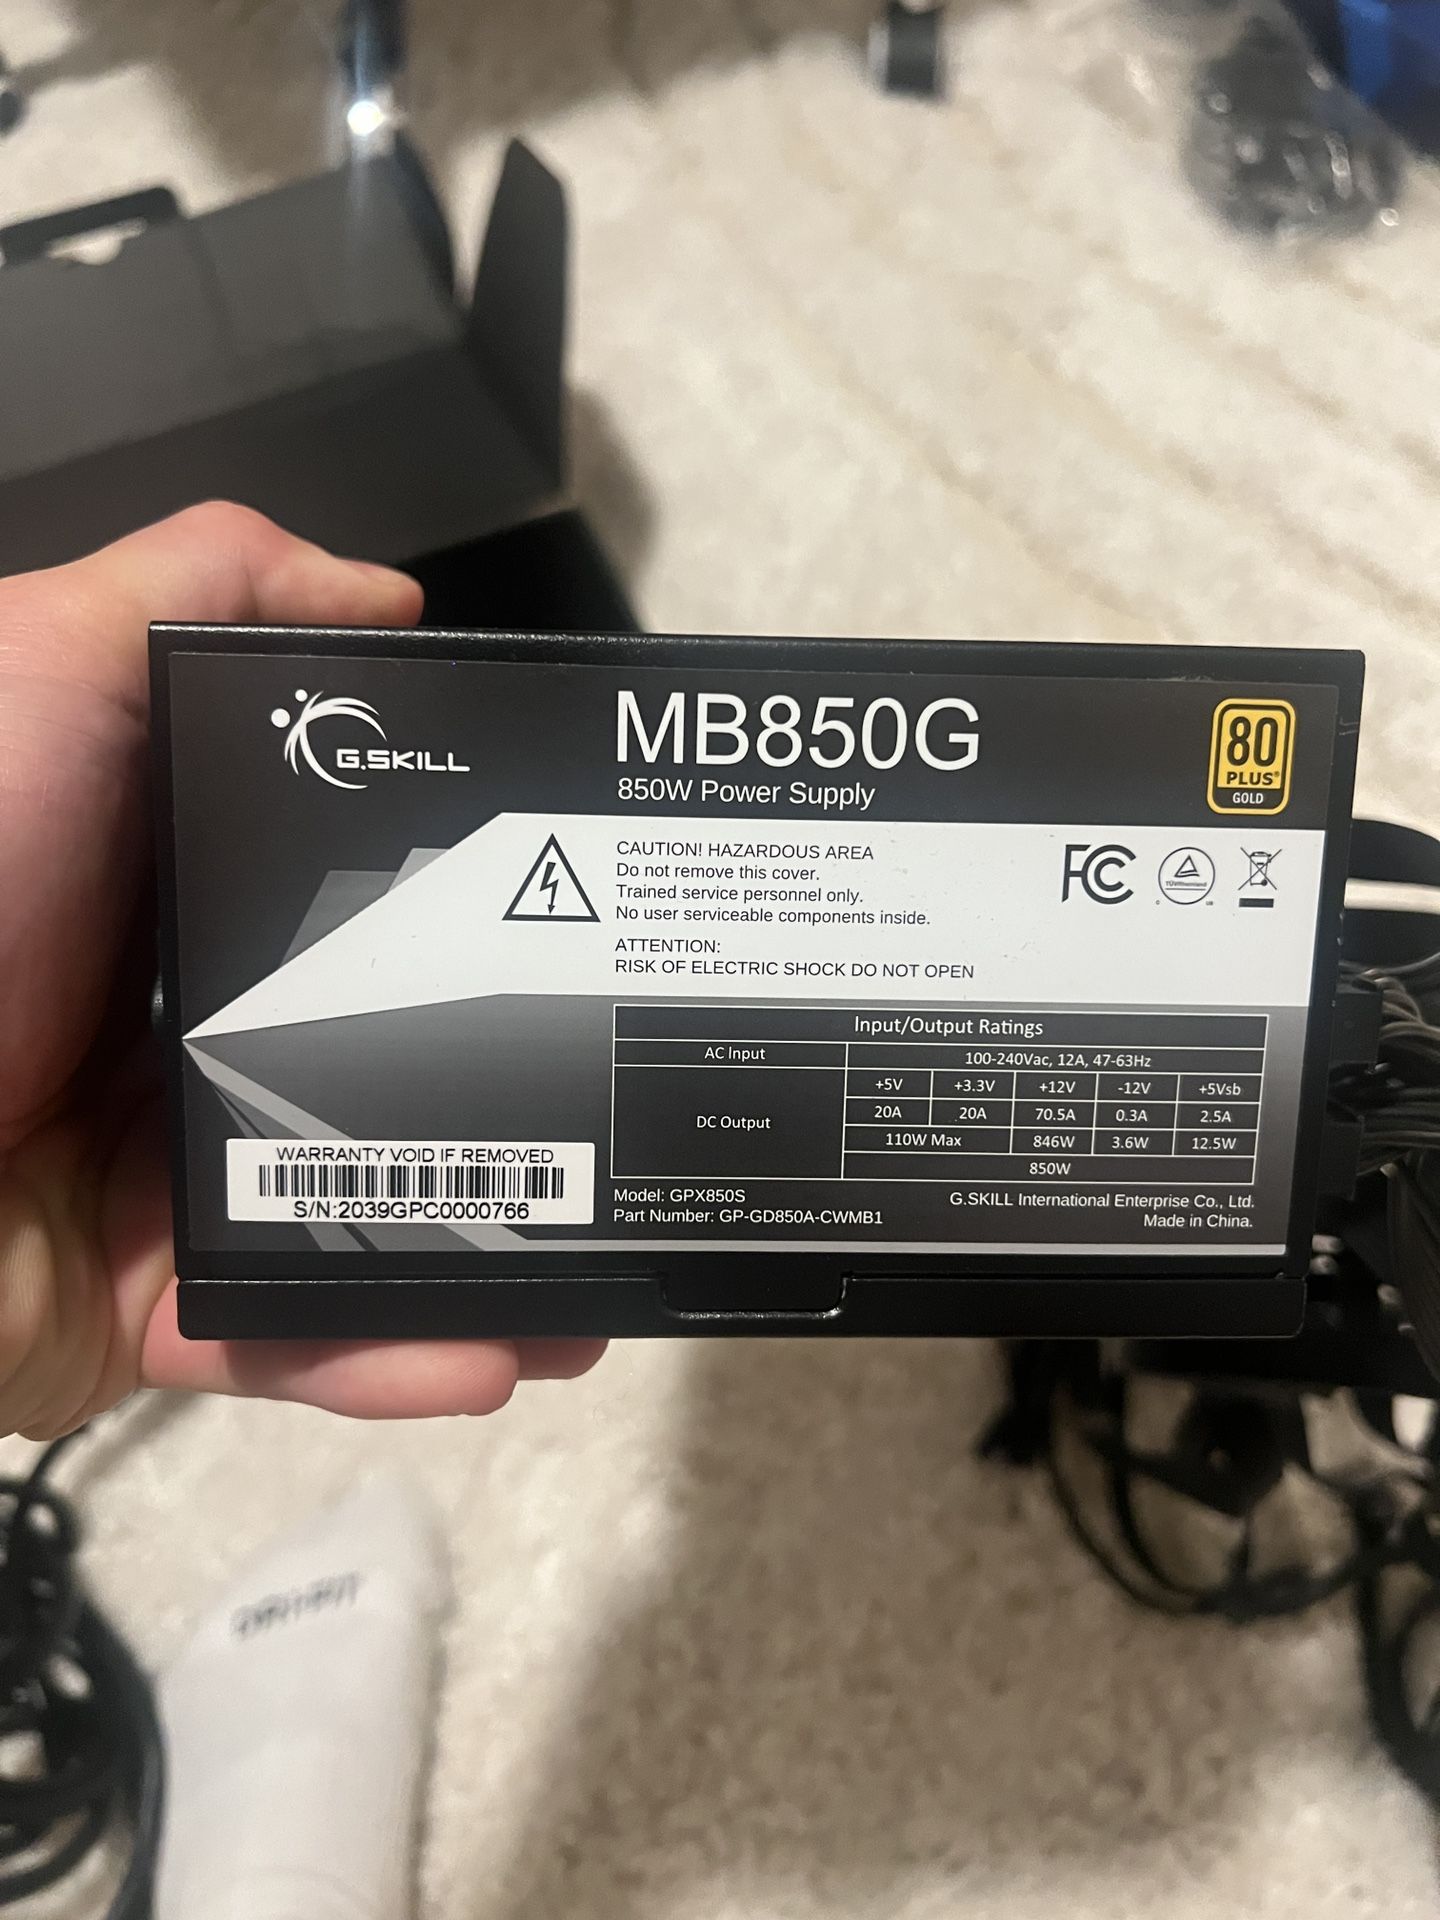 G.SKILL
MB850G
850W Power Supply
80
PLUS®
GOLD
CAUTION! HAZARDOUS AREA
Do not remove this cover.
Trained service personnel only.
No user serviceable components inside.
ATTENTION:
RISK OF ELECTRIC SHOCK DO NOT OPEN
FC
TÜVRheinland
C US
Input/Output Ratings
AC Input 100-240Vac, 12A, 47-63Hz
DC Output
+5V +3.3V +12V -12V +5Vsb
20A 20A 70.5A 0.3A 2.5A
110W Max 846W 3.6W 12.5W
850W
WARRANTY VOID IF REMOVED
S/N:2039GPC0000766
Model: GPX850S
Part Number: GP-GD850A-CWMB1
G.SKILL International Enterprise Co., Ltd.
Made in China.